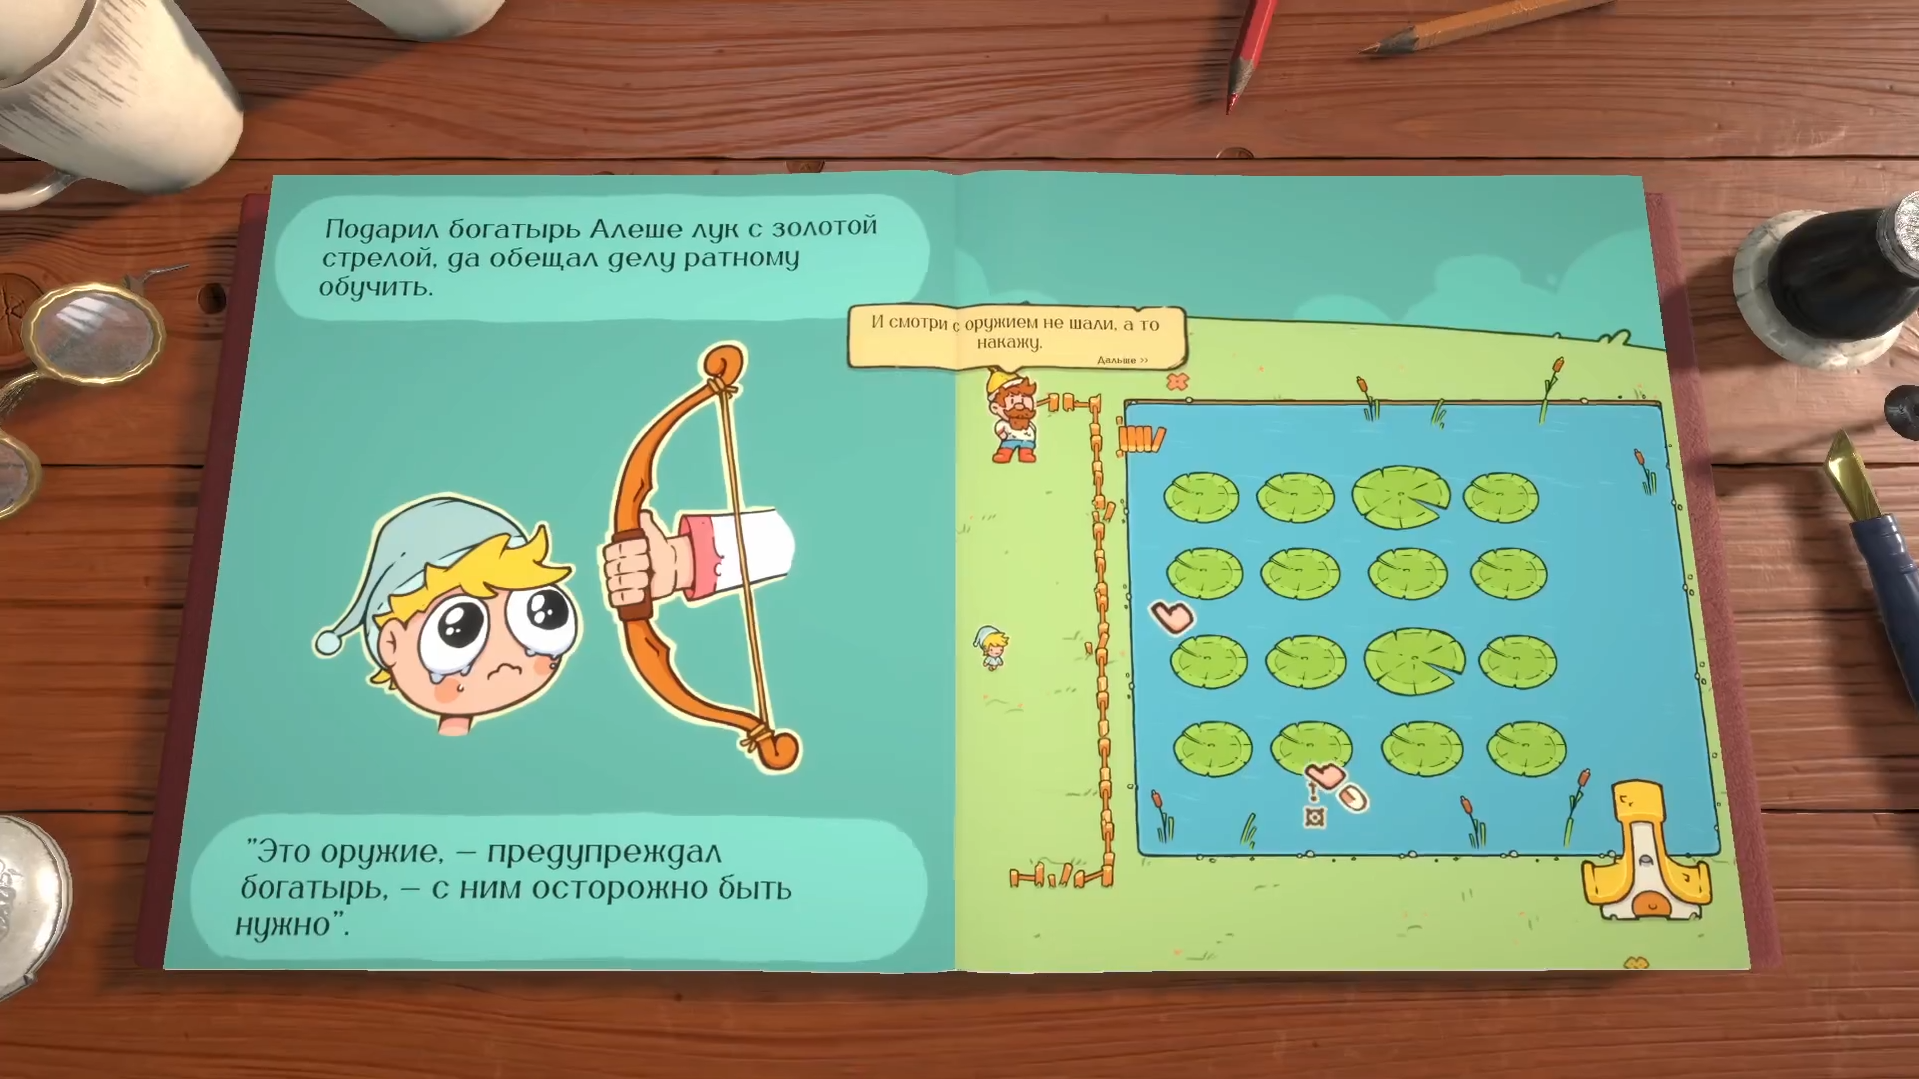 Подарил богатырь Алеше лук с золотой
стрелой, да обещал делу ратному
обучить.
И смотри с оружием не шали, а то
накажу.
Дальше >>
"Это оружие, — предупреждал
богатырь, — с ним осторожно быть
нужно".